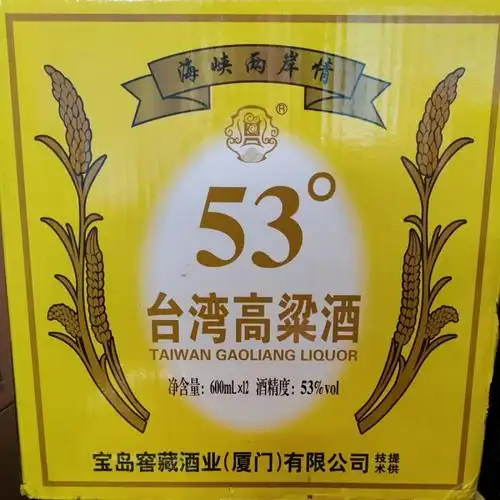 海峡两岸情
®
53°
台湾高粱酒
TAIWAN GAOLIANG LIQUOR
净含量：600mL×12 酒精度：53%vol
宝岛窖藏酒业(厦门)有限公司 技术提供